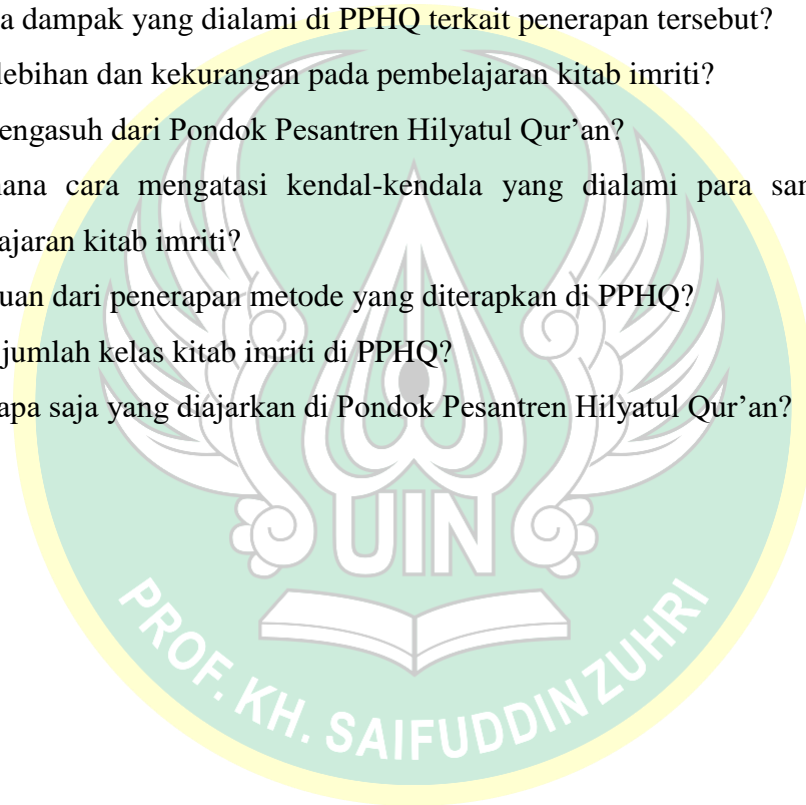 a dampak yang dialami di PPHQ terkait penerapan tersebut?
lebihan dan kekurangan pada pembelajaran kitab imriti?
engasuh dari Pondok Pesantren Hilyatul Qur’an?
ana cara mengatasi kendal-kendala yang dialami para san
ajaran kitab imriti?
uan dari penerapan metode yang diterapkan di PPHQ?
jumlah kelas kitab imriti di PPHQ?
apa saja yang diajarkan di Pondok Pesantren Hilyatul Qur’an?
UIN
PROF. KH. SAIFUDDIN ZUHRI